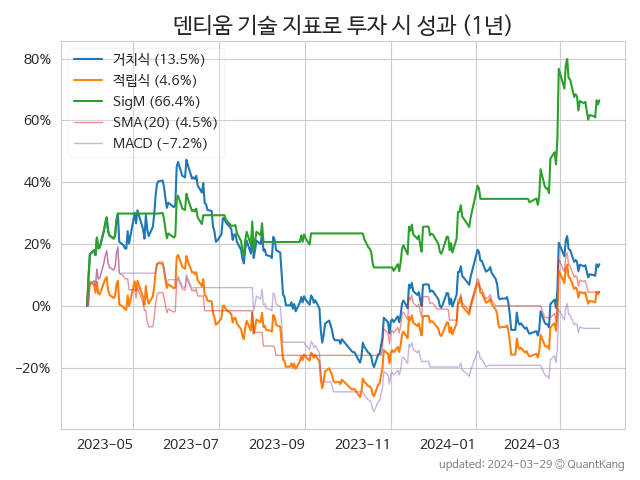 덴티움 기술 지표로 투자 시 성과 (1년)
80%
60%
40%
20%
0%
−20%
거치식 (13.5%)
적립식 (4.6%)
SigM (66.4%)
SMA(20) (4.5%)
MACD (−7.2%)
2023−05
2023−07
2023−09
2023−11
2024−01
2024−03
updated: 2024−03−29 © QuantKang